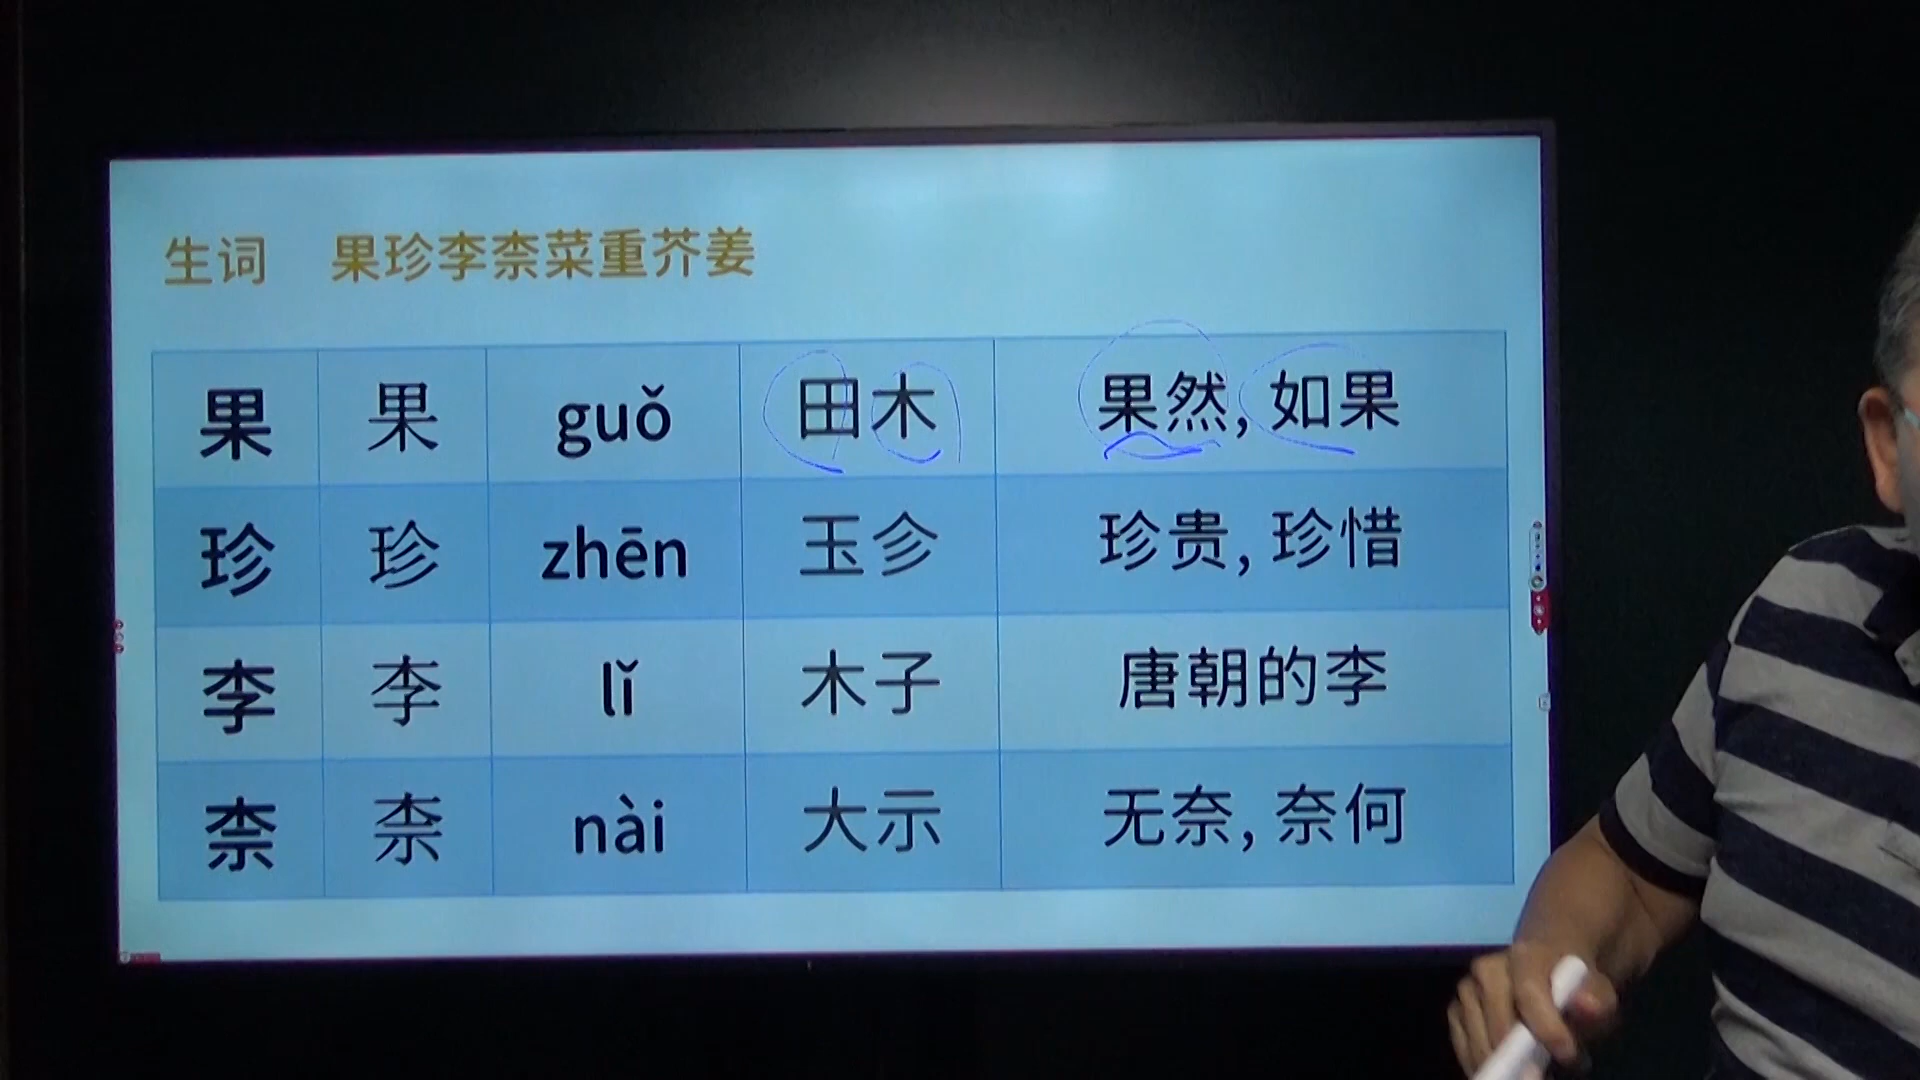 生词 果珍李柰菜重芥姜
果 果 guǒ 田木 果然, 如果
珍 珍 zhēn 玉㐱 珍贵, 珍惜
李 李 lǐ 木子 唐朝的李
柰 柰 nài 大示 无奈, 奈何